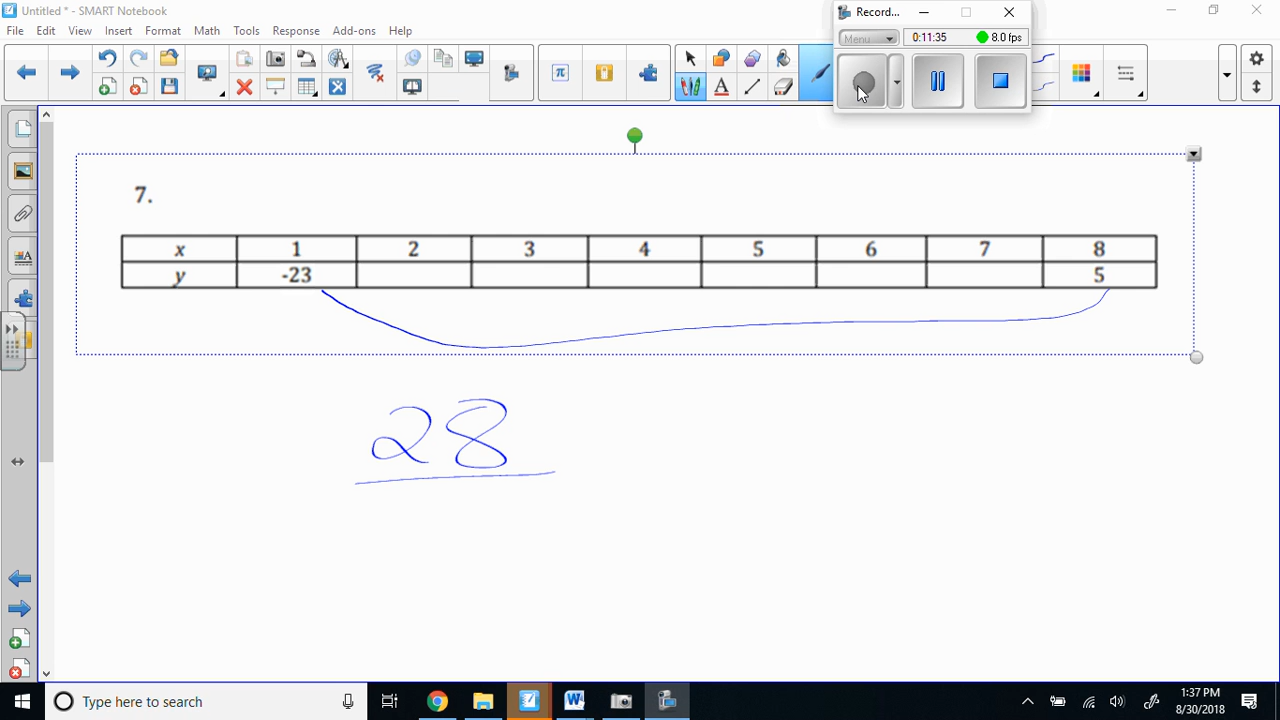 Untitled * - SMART Notebook
Record...
File Edit View Insert Format Math Tools Response Add-ons Help
Menu 0:11:35 8.0 fps
7.
x 1 2 3 4 5 6 7 8
y -23 5
28
Type here to search
1:37 PM
8/30/2018